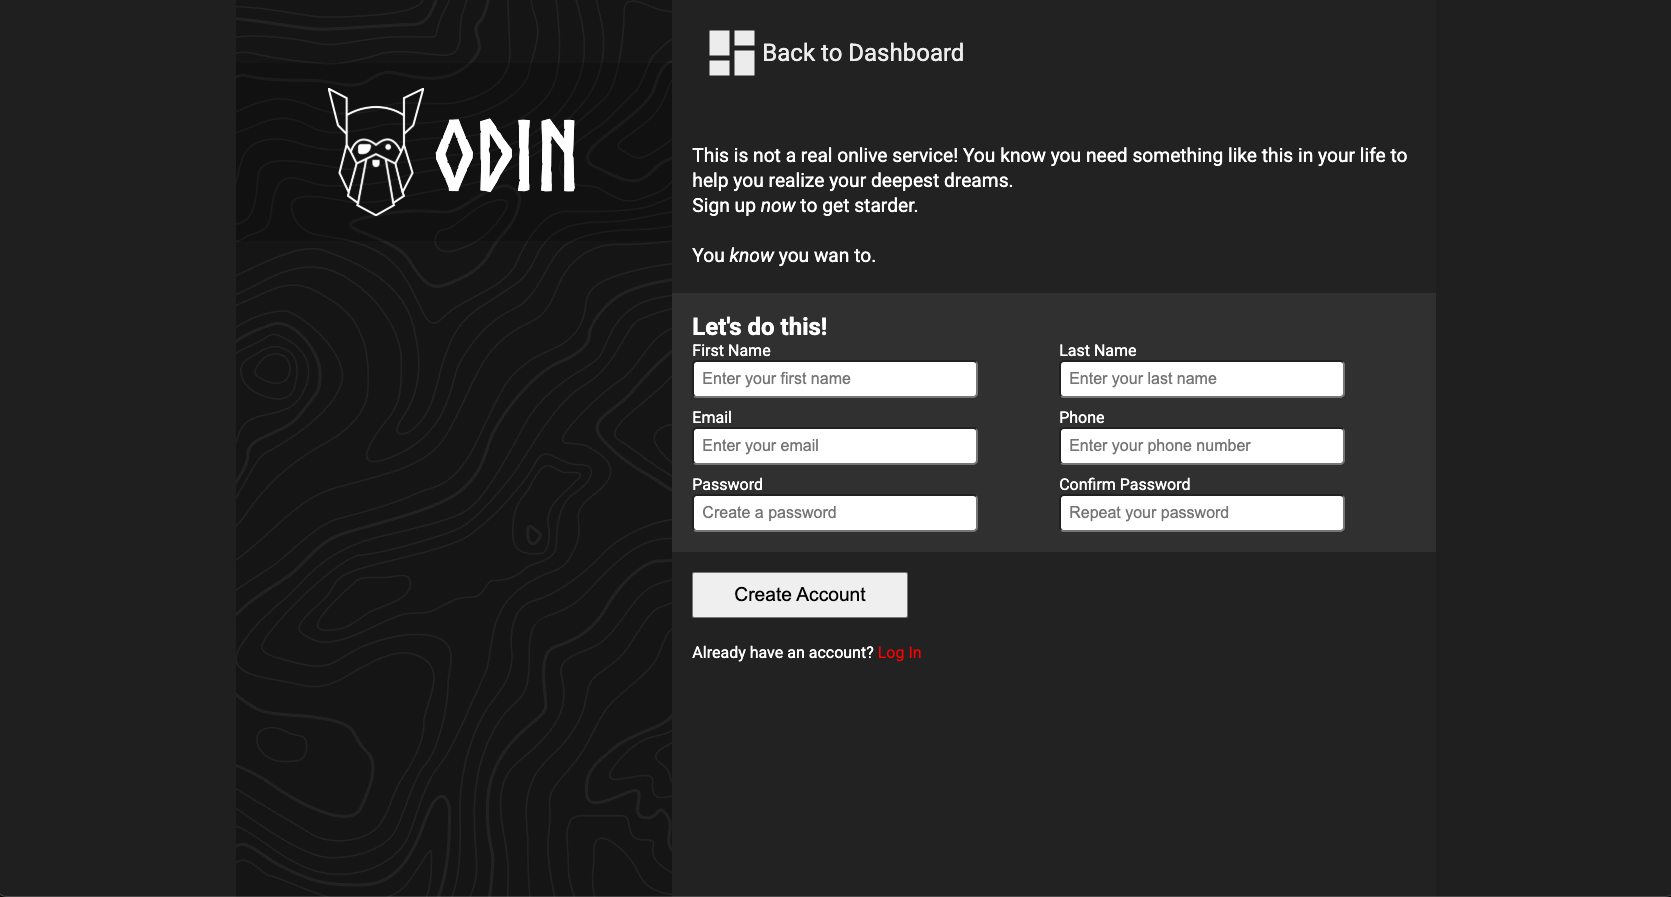 ODIN
Back to Dashboard
This is not a real onlive service! You know you need something like this in your life to
help you realize your deepest dreams.
Sign up now to get starder.
You know you wan to.
Let's do this!
First Name
Last Name
Enter your first name
Enter your last name
Email
Phone
Enter your email
Enter your phone number
Password
Confirm Password
Create a password
Repeat your password
Create Account
Already have an account? Log In